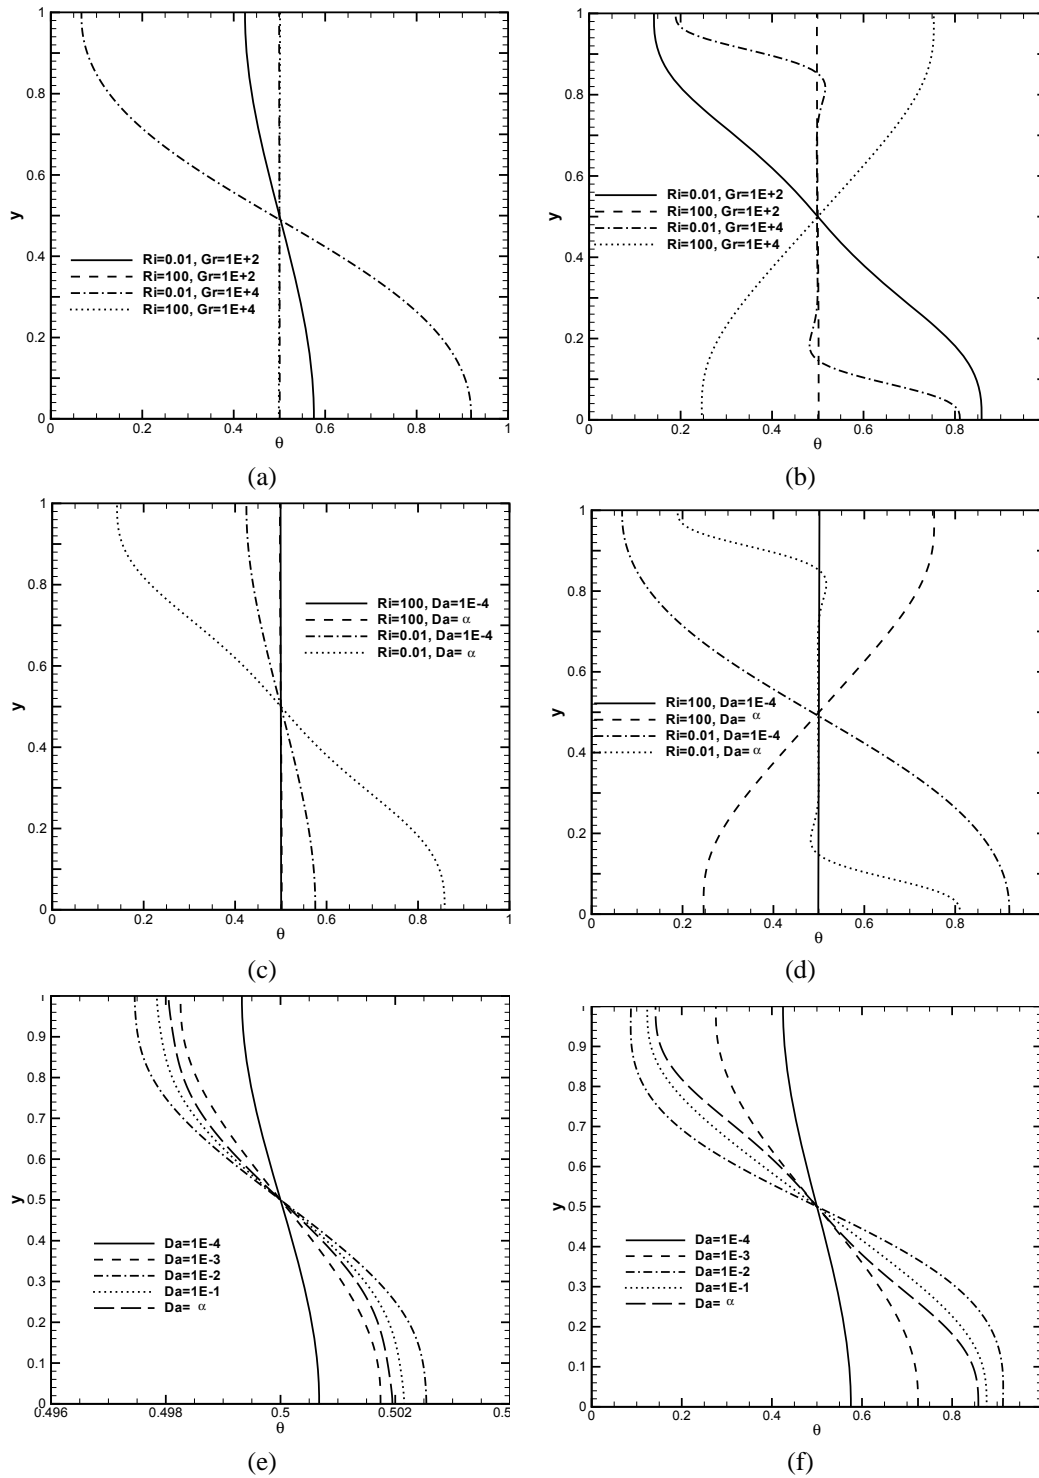 1
0.8
0.6
0.4
0.2
0
y
Ri=0.01, Gr=1E+2
Ri=100, Gr=1E+2
Ri=0.01, Gr=1E+4
Ri=100, Gr=1E+4
0 0.2 0.4 0.6 0.8 1
θ
(a)
1
0.8
0.6
0.4
0.2
0
y
Ri=0.01, Gr=1E+2
Ri=100, Gr=1E+2
Ri=0.01, Gr=1E+4
Ri=100, Gr=1E+4
0 0.2 0.4 0.6 0.8
θ
(b)
1
0.8
0.6
0.4
0.2
0
y
Ri=100, Da=1E-4
Ri=100, Da= α
Ri=0.01, Da=1E-4
Ri=0.01, Da= α
0 0.2 0.4 0.6 0.8 1
θ
(c)
1
0.8
0.6
0.4
0.2
0
y
Ri=100, Da=1E-4
Ri=100, Da= α
Ri=0.01, Da=1E-4
Ri=0.01, Da= α
0 0.2 0.4 0.6 0.8
θ
(d)
0.9
0.8
0.7
0.6
0.5
0.4
0.3
0.2
0.1
0
y
Da=1E-4
Da=1E-3
Da=1E-2
Da=1E-1
Da= α
0.496 0.498 0.5 0.502
θ
(e)
0.9
0.8
0.7
0.6
0.5
0.4
0.3
0.2
0.1
0
y
Da=1E-4
Da=1E-3
Da=1E-2
Da=1E-1
Da= α
0 0.2 0.4 0.6 0.8
θ
(f)